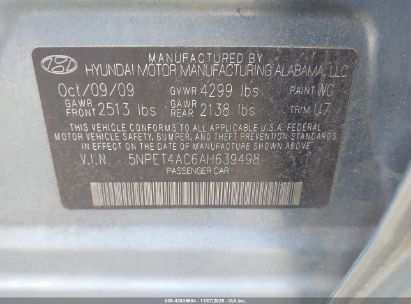 MANUFACTURED BY
HYUNDAI MOTOR MANUFACTURING ALABAMA, LLC
Oct/09/09 GVWR 4299 lbs PAINT WG
GAWR FRONT 2513 lbs GAWR REAR 2138 lbs TRIM U7
THIS VEHICLE CONFORMS TO ALL APPLICABLE U.S. FEDERAL
MOTOR VEHICLE SAFETY, BUMPER, AND THEFT PREVENTION STANDARDS
IN EFFECT ON THE DATE OF MANUFACTURE SHOWN ABOVE.
V.I.N. 5NPET4AC6AH639498
PASSENGER CAR